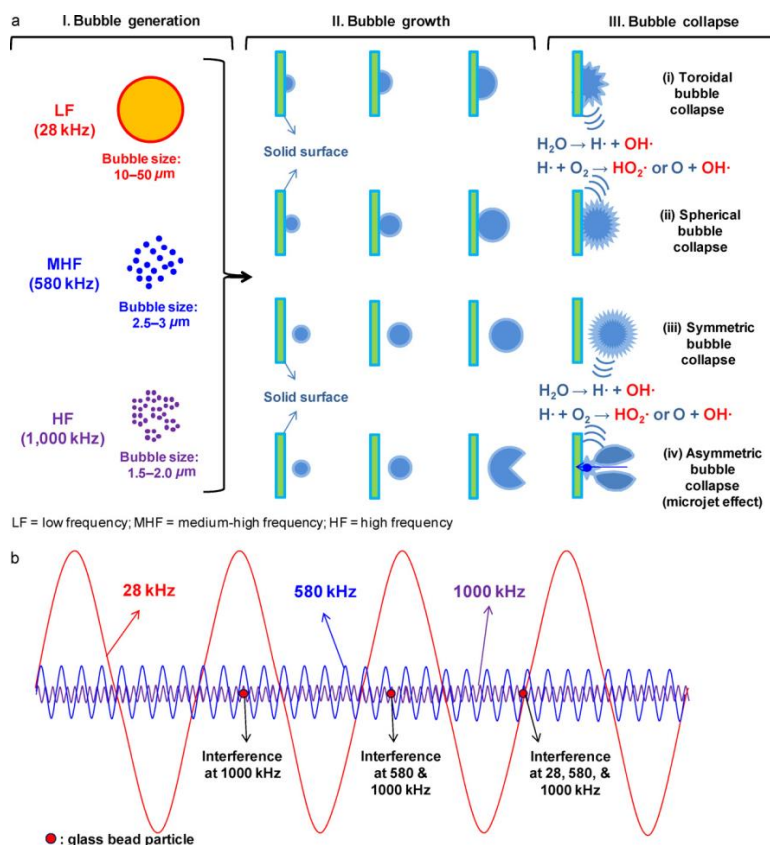 a
I. Bubble generation
II. Bubble growth
III. Bubble collapse
LF
(28 kHz)
Bubble size:
10–50 µm
MHF
(580 kHz)
Bubble size:
2.5–3 µm
HF
(1,000 kHz)
Bubble size:
1.5–2.0 µm
Solid surface
Solid surface
(i) Toroidal
bubble
collapse
H₂O → H· + OH·
H· + O₂ → HO₂· or O + OH·
(ii) Spherical
bubble
collapse
(iii) Symmetric
bubble
collapse
H₂O → H· + OH·
H· + O₂ → HO₂· or O + OH·
(iv) Asymmetric
bubble
collapse
(microjet effect)
LF = low frequency; MHF = medium-high frequency; HF = high frequency
b
28 kHz
580 kHz
1000 kHz
Interference
at 1000 kHz
Interference
at 580 &
1000 kHz
Interference
at 28, 580, &
1000 kHz
: glass bead particle